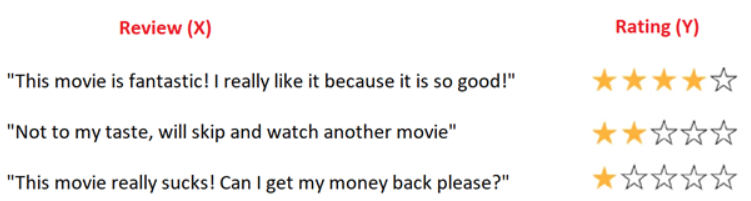 Review (X) Rating (Y)
"This movie is fantastic! I really like it because it is so good!"
"Not to my taste, will skip and watch another movie"
"This movie really sucks! Can I get my money back please?"